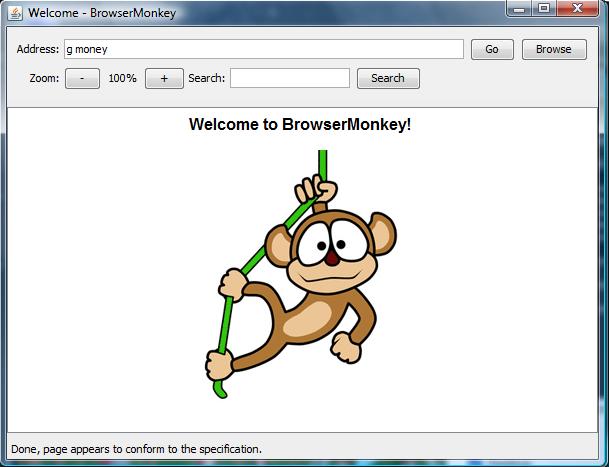 Welcome - BrowserMonkey
Address: g money Go Browse
Zoom: - 100% + Search: Search
Welcome to BrowserMonkey!
Done, page appears to conform to the specification.